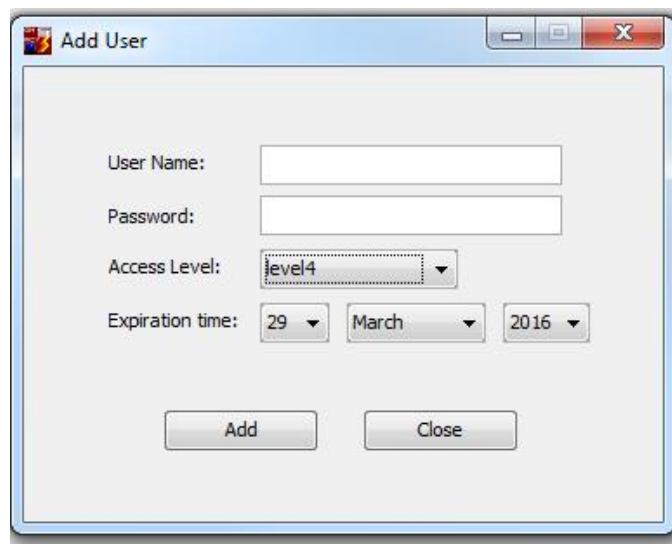 Add User
User Name:
Password:
Access Level: level4
Expiration time: 29 March 2016
Add Close